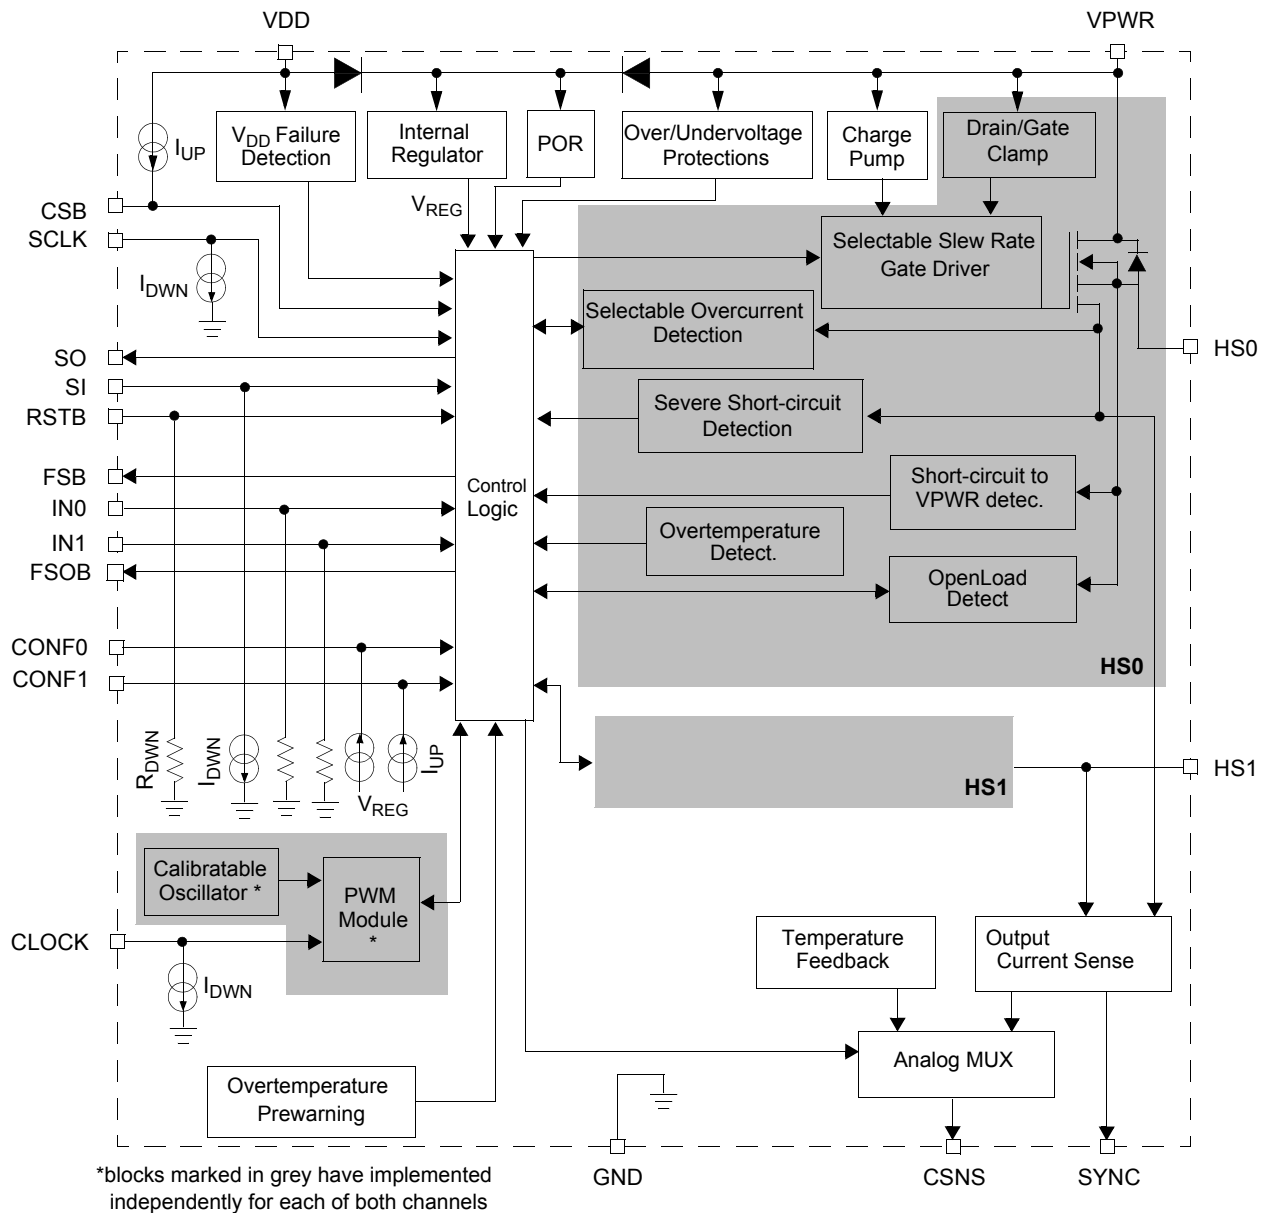 VDD
VPWR
IUP
VDD Failure
Detection
Internal
Regulator
POR
Over/Undervoltage
Protections
Charge
Pump
Drain/Gate
Clamp
VREG
CSB
SCLK
IDWN
Selectable Slew Rate
Gate Driver
Selectable Overcurrent
Detection
SO
SI
RSTB
HS0
Severe Short-circuit
Detection
FSB
IN0
IN1
FSOB
Control
Logic
Short-circuit to
VPWR detec.
Overtemperature
Detect.
OpenLoad
Detect
CONF0
CONF1
HS0
RDWN
IDWN
IUP
VREG
HS1
HS1
Calibratable
Oscillator *
PWM
Module
*
CLOCK
IDWN
Temperature
Feedback
Output
Current Sense
Analog MUX
Overtemperature
Prewarning
GND
CSNS
SYNC
*blocks marked in grey have implemented
independently for each of both channels